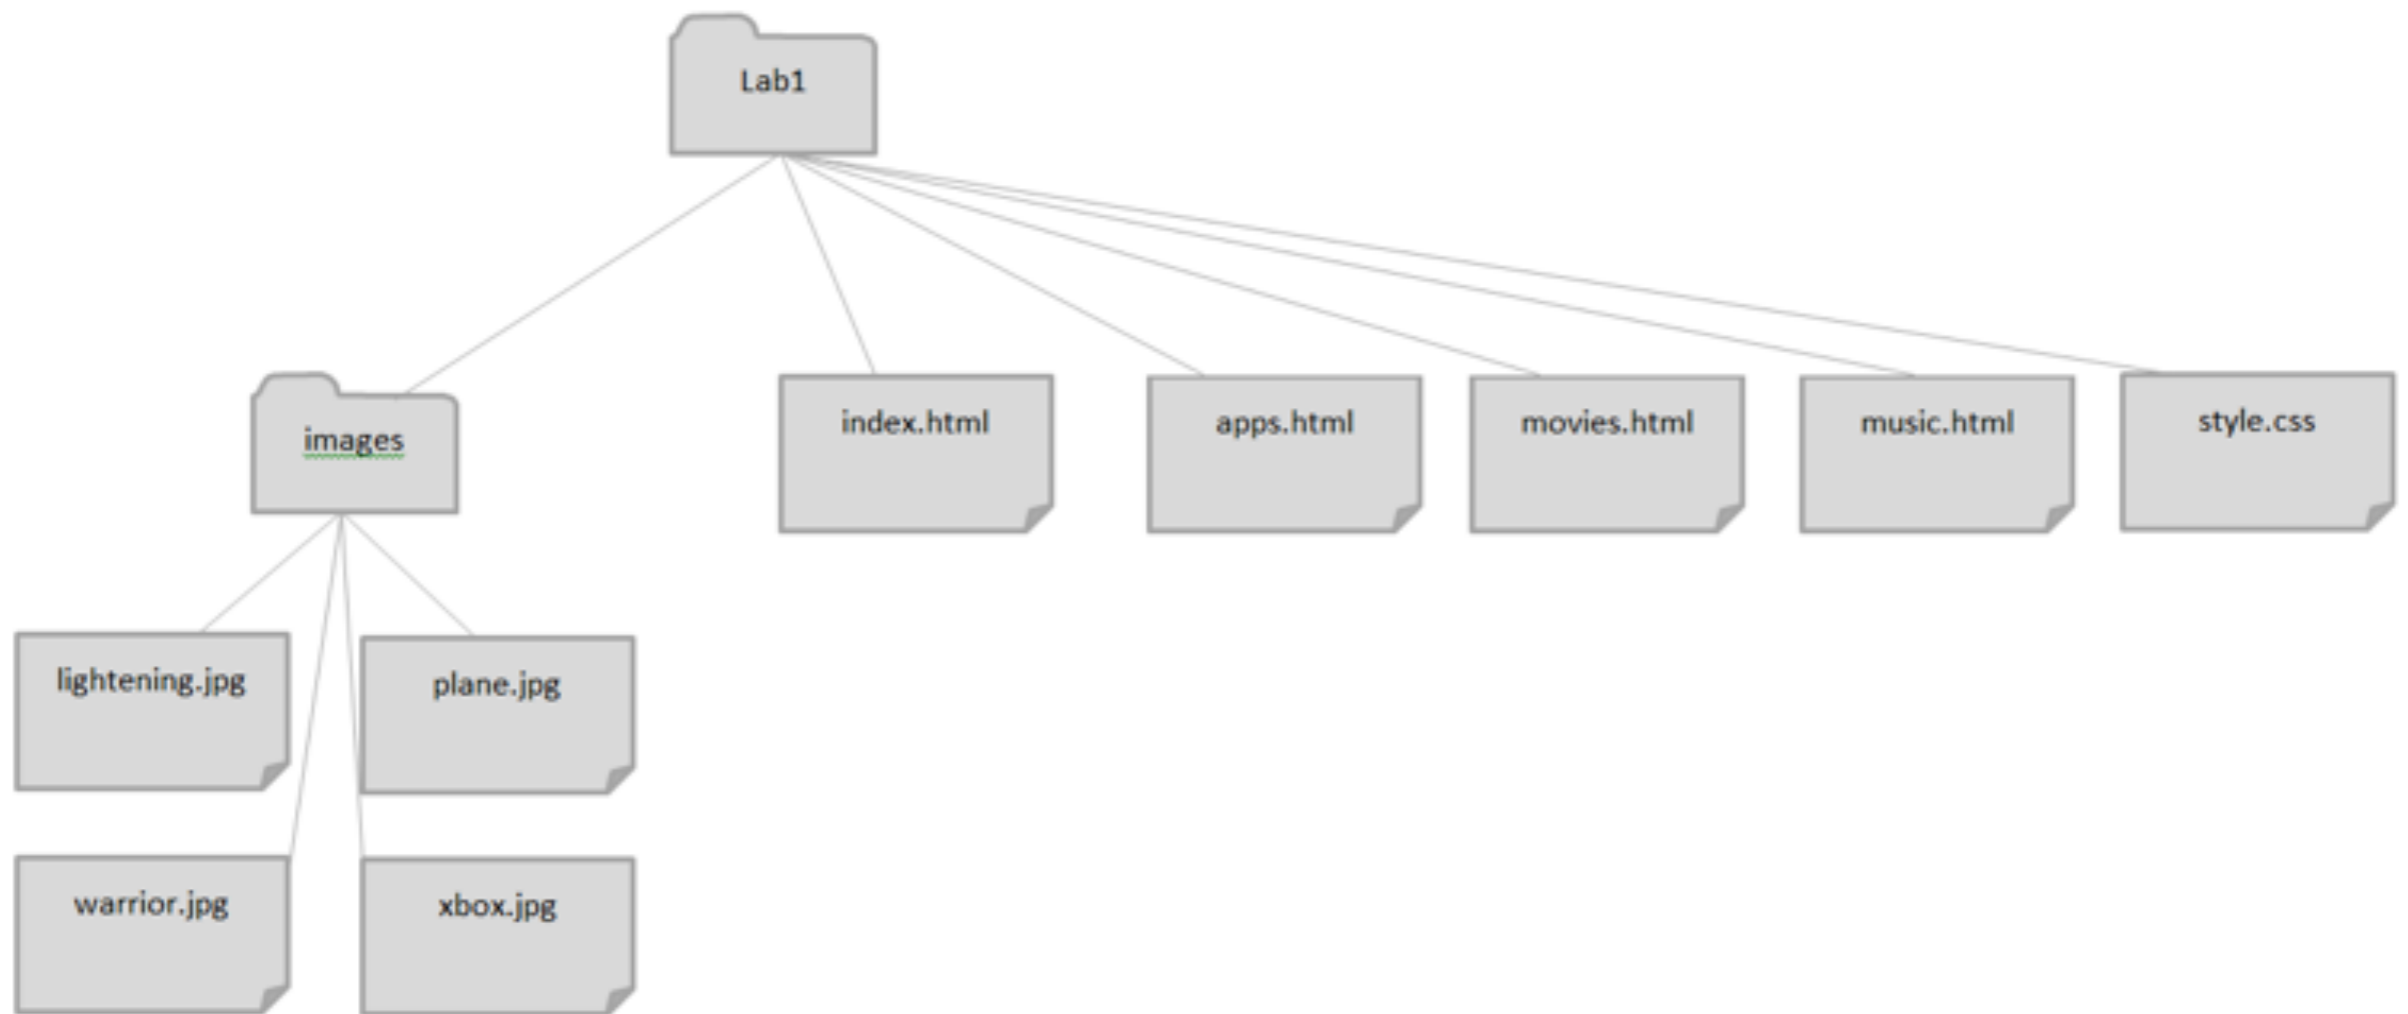 Lab1
images
index.html
apps.html
movies.html
music.html
style.css
lightening.jpg
plane.jpg
warrior.jpg
xbox.jpg